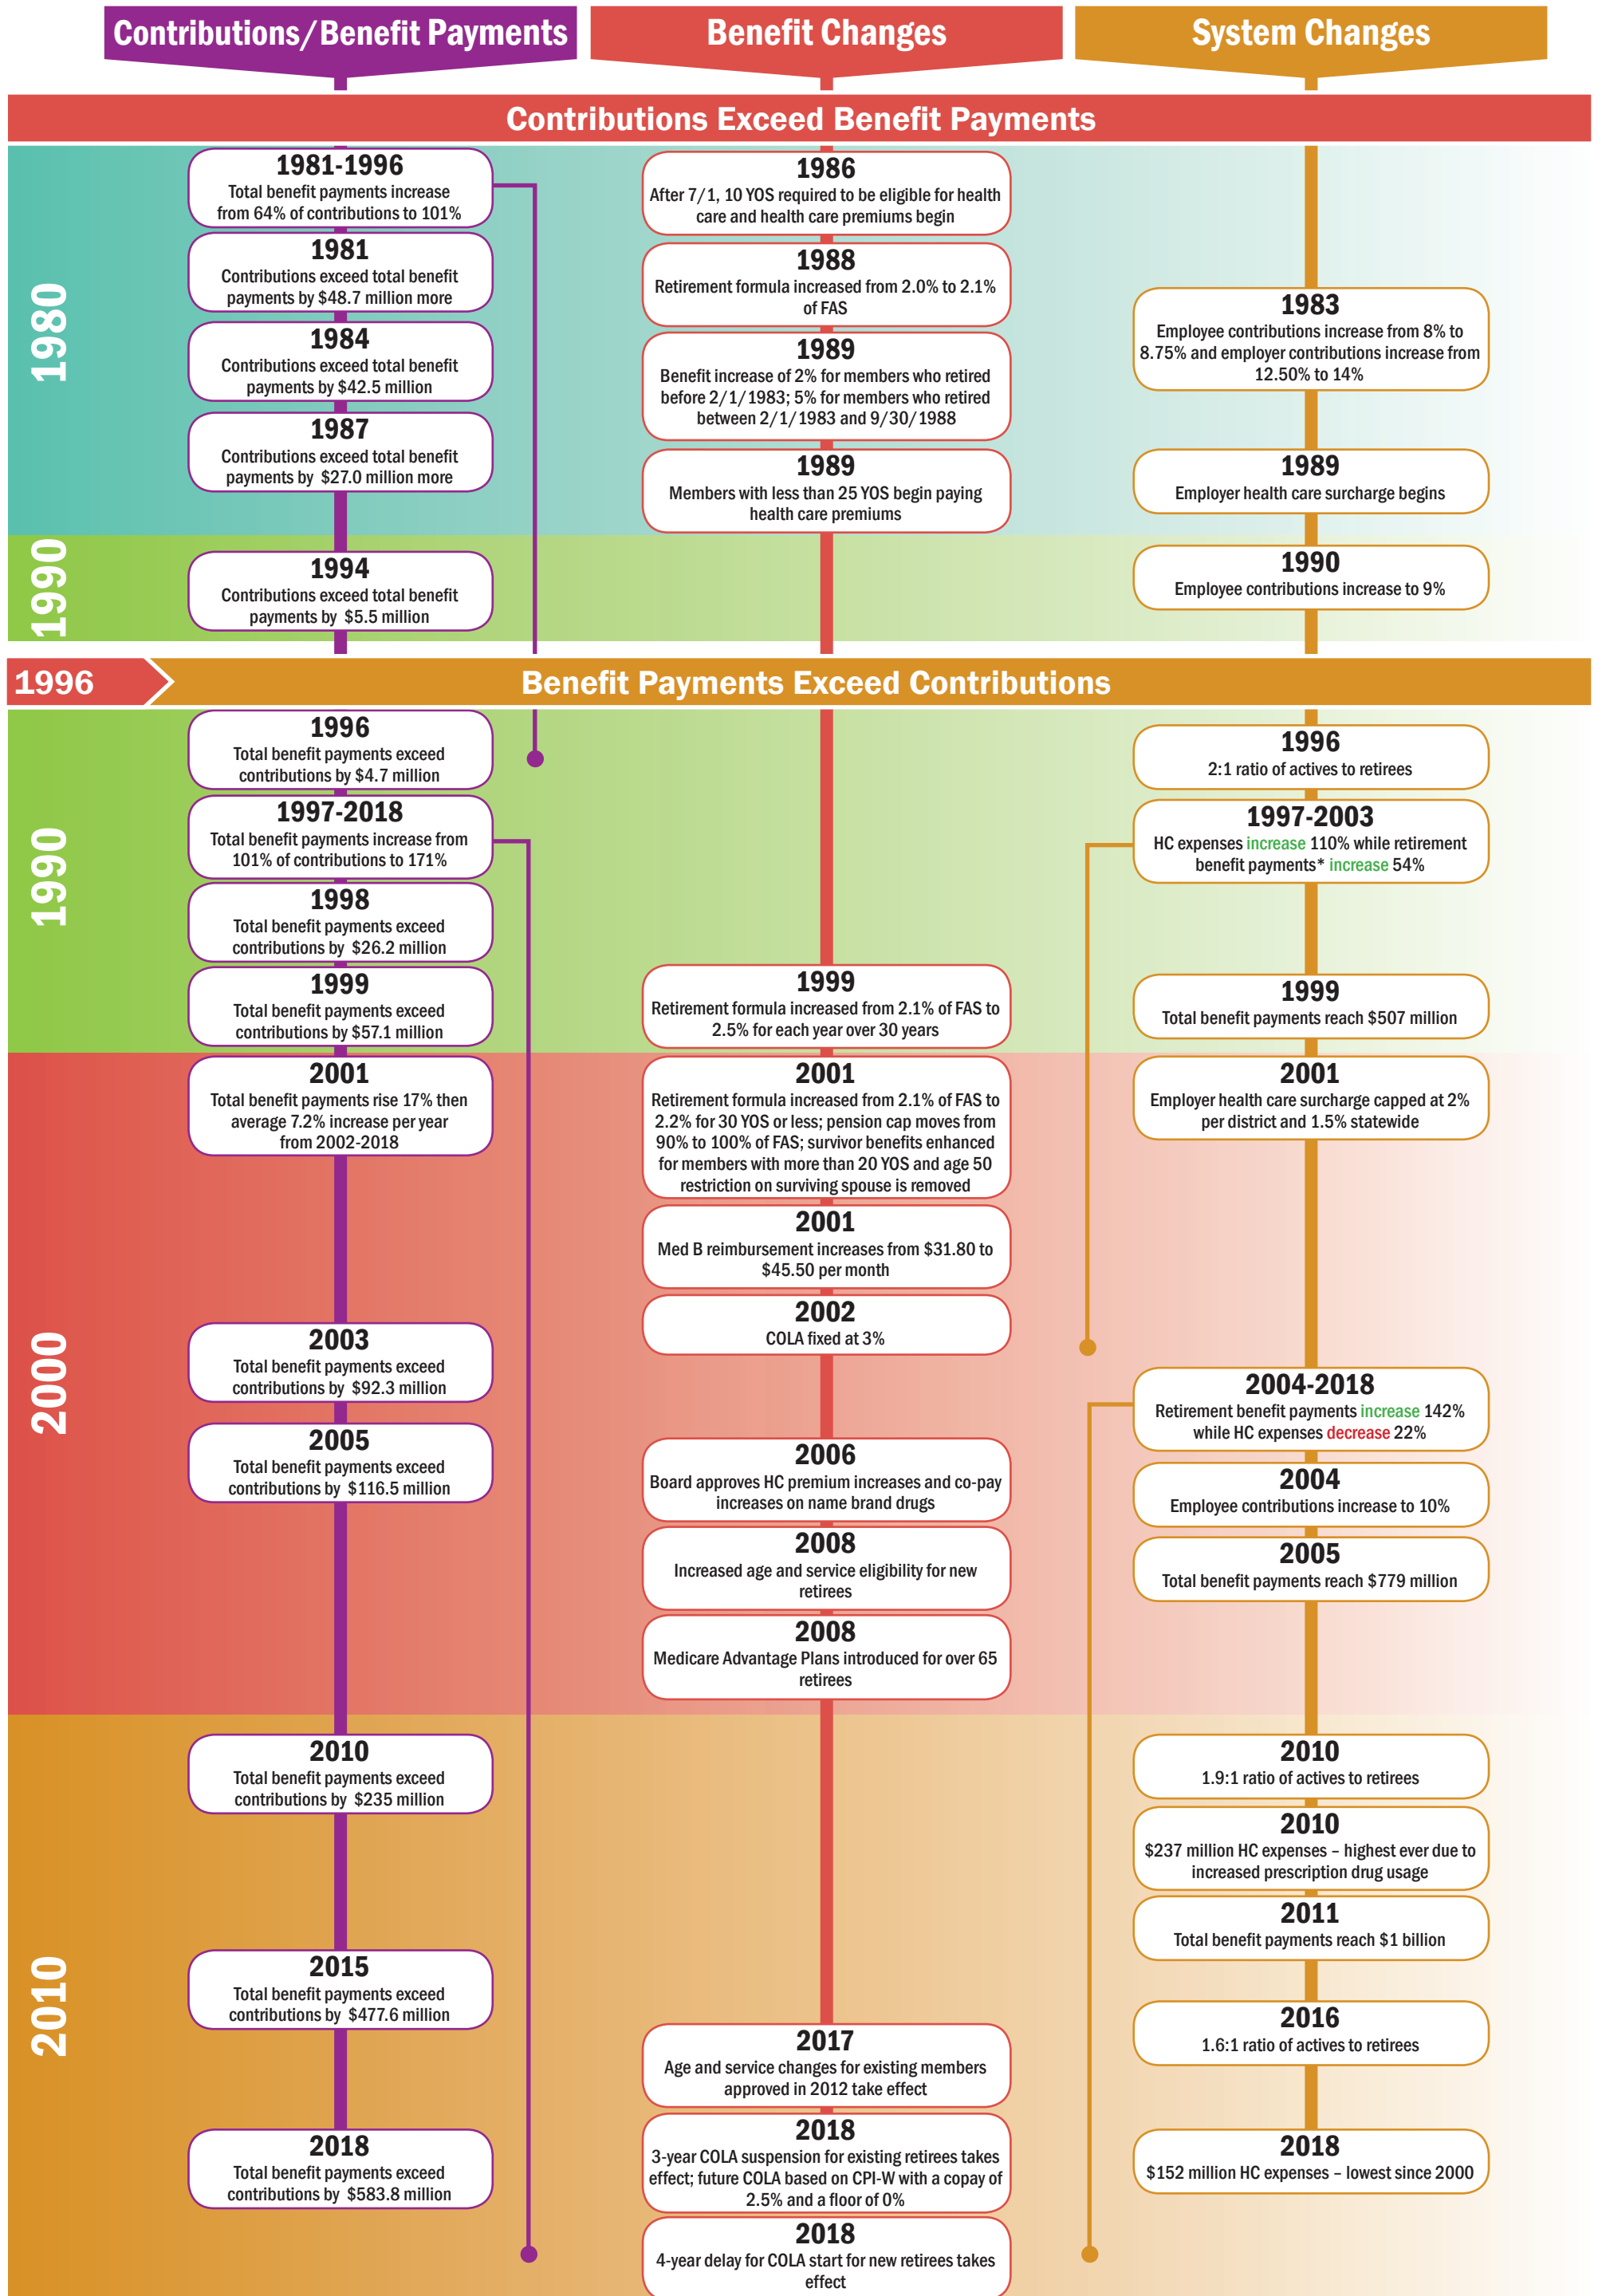 Contributions/Benefit Payments
Benefit Changes
System Changes
Contributions Exceed Benefit Payments
1980
1981-1996
Total benefit payments increase
from 64% of contributions to 101%
1981
Contributions exceed total benefit
payments by $48.7 million more
1984
Contributions exceed total benefit
payments by $42.5 million
1987
Contributions exceed total benefit
payments by $27.0 million more
1986
After 7/1, 10 YOS required to be eligible for health
care and health care premiums begin
1988
Retirement formula increased from 2.0% to 2.1%
of FAS
1989
Benefit increase of 2% for members who retired
before 2/1/1983; 5% for members who retired
between 2/1/1983 and 9/30/1988
1989
Members with less than 25 YOS begin paying
health care premiums
1983
Employee contributions increase from 8% to
8.75% and employer contributions increase from
12.50% to 14%
1989
Employer health care surcharge begins
1990
1994
Contributions exceed total benefit
payments by $5.5 million
1990
Employee contributions increase to 9%
1996
Benefit Payments Exceed Contributions
1990
1996
Total benefit payments exceed
contributions by $4.7 million
1997-2018
Total benefit payments increase from
101% of contributions to 171%
1998
Total benefit payments exceed
contributions by $26.2 million
1999
Total benefit payments exceed
contributions by $57.1 million
1999
Retirement formula increased from 2.1% of FAS to
2.5% for each year over 30 years
1996
2:1 ratio of actives to retirees
1997-2003
HC expenses increase 110% while retirement
benefit payments* increase 54%
1999
Total benefit payments reach $507 million
2000
2001
Total benefit payments rise 17% then
average 7.2% increase per year
from 2002-2018
2003
Total benefit payments exceed
contributions by $92.3 million
2005
Total benefit payments exceed
contributions by $116.5 million
2001
Retirement formula increased from 2.1% of FAS to
2.2% for 30 YOS or less; pension cap moves from
90% to 100% of FAS; survivor benefits enhanced
for members with more than 20 YOS and age 50
restriction on surviving spouse is removed
2001
Med B reimbursement increases from $31.80 to
$45.50 per month
2002
COLA fixed at 3%
2006
Board approves HC premium increases and co-pay
increases on name brand drugs
2008
Increased age and service eligibility for new
retirees
2008
Medicare Advantage Plans introduced for over 65
retirees
2001
Employer health care surcharge capped at 2%
per district and 1.5% statewide
2004-2018
Retirement benefit payments increase 142%
while HC expenses decrease 22%
2004
Employee contributions increase to 10%
2005
Total benefit payments reach $779 million
2010
2010
Total benefit payments exceed
contributions by $235 million
2015
Total benefit payments exceed
contributions by $477.6 million
2018
Total benefit payments exceed
contributions by $583.8 million
2017
Age and service changes for existing members
approved in 2012 take effect
2018
3-year COLA suspension for existing retirees takes
effect; future COLA based on CPI-W with a copay of
2.5% and a floor of 0%
2018
4-year delay for COLA start for new retirees takes
effect
2010
1.9:1 ratio of actives to retirees
2010
$237 million HC expenses – highest ever due to
increased prescription drug usage
2011
Total benefit payments reach $1 billion
2016
1.6:1 ratio of actives to retirees
2018
$152 million HC expenses – lowest since 2000